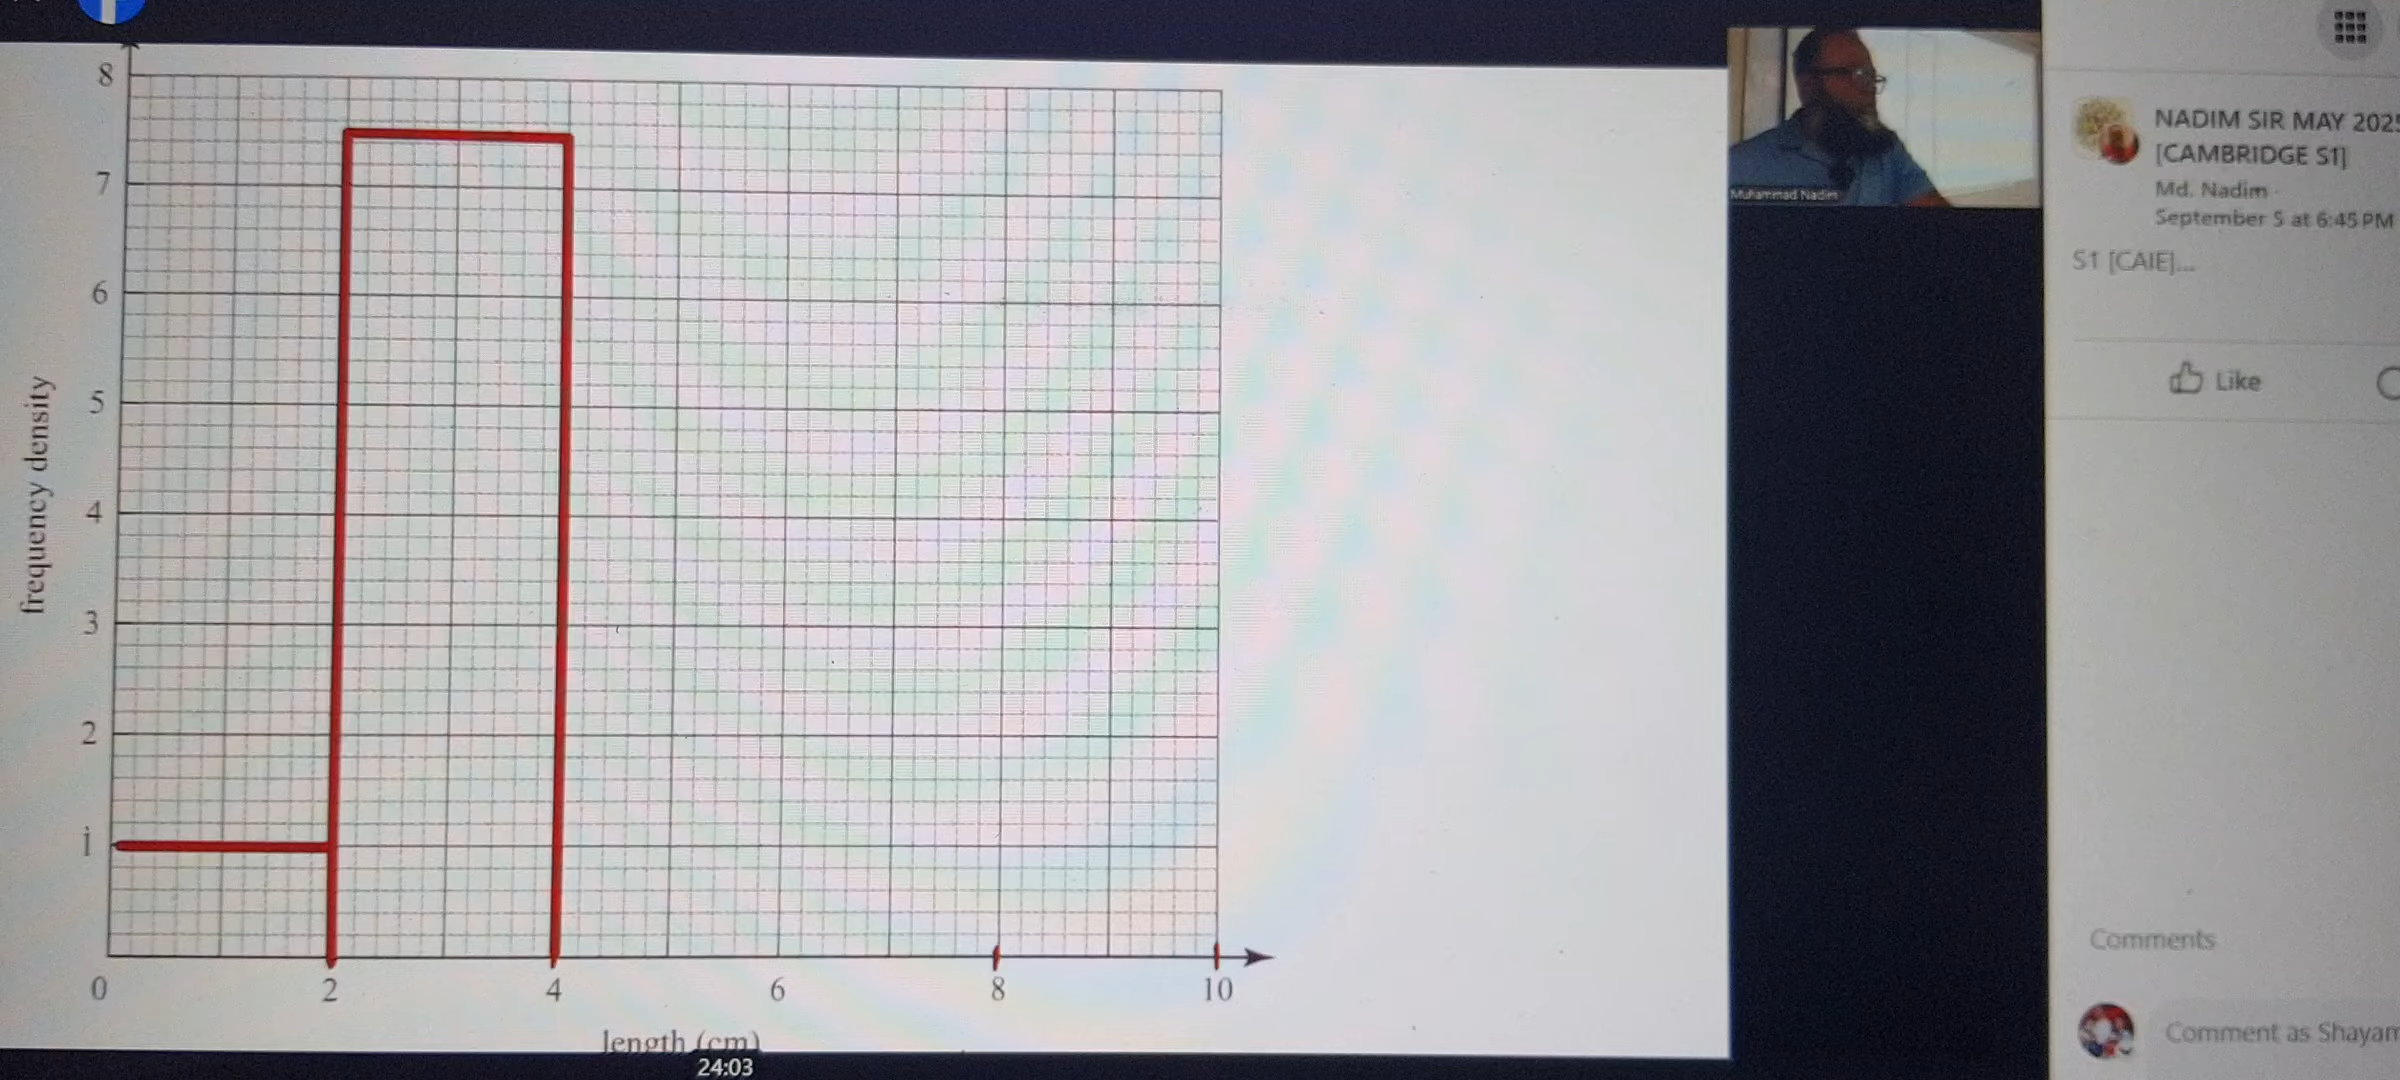 8
7
6
5
4
3
2
1
0
2
4
6
8
10
frequency density
length (cm)
24:03
Muhammad Nadim
NADIM SIR MAY 202
[CAMBRIDGE S1]
Md. Nadim ·
September 5 at 6:45 PM
S1 [CAIE]...
Like
Comments
Comment as Shayan